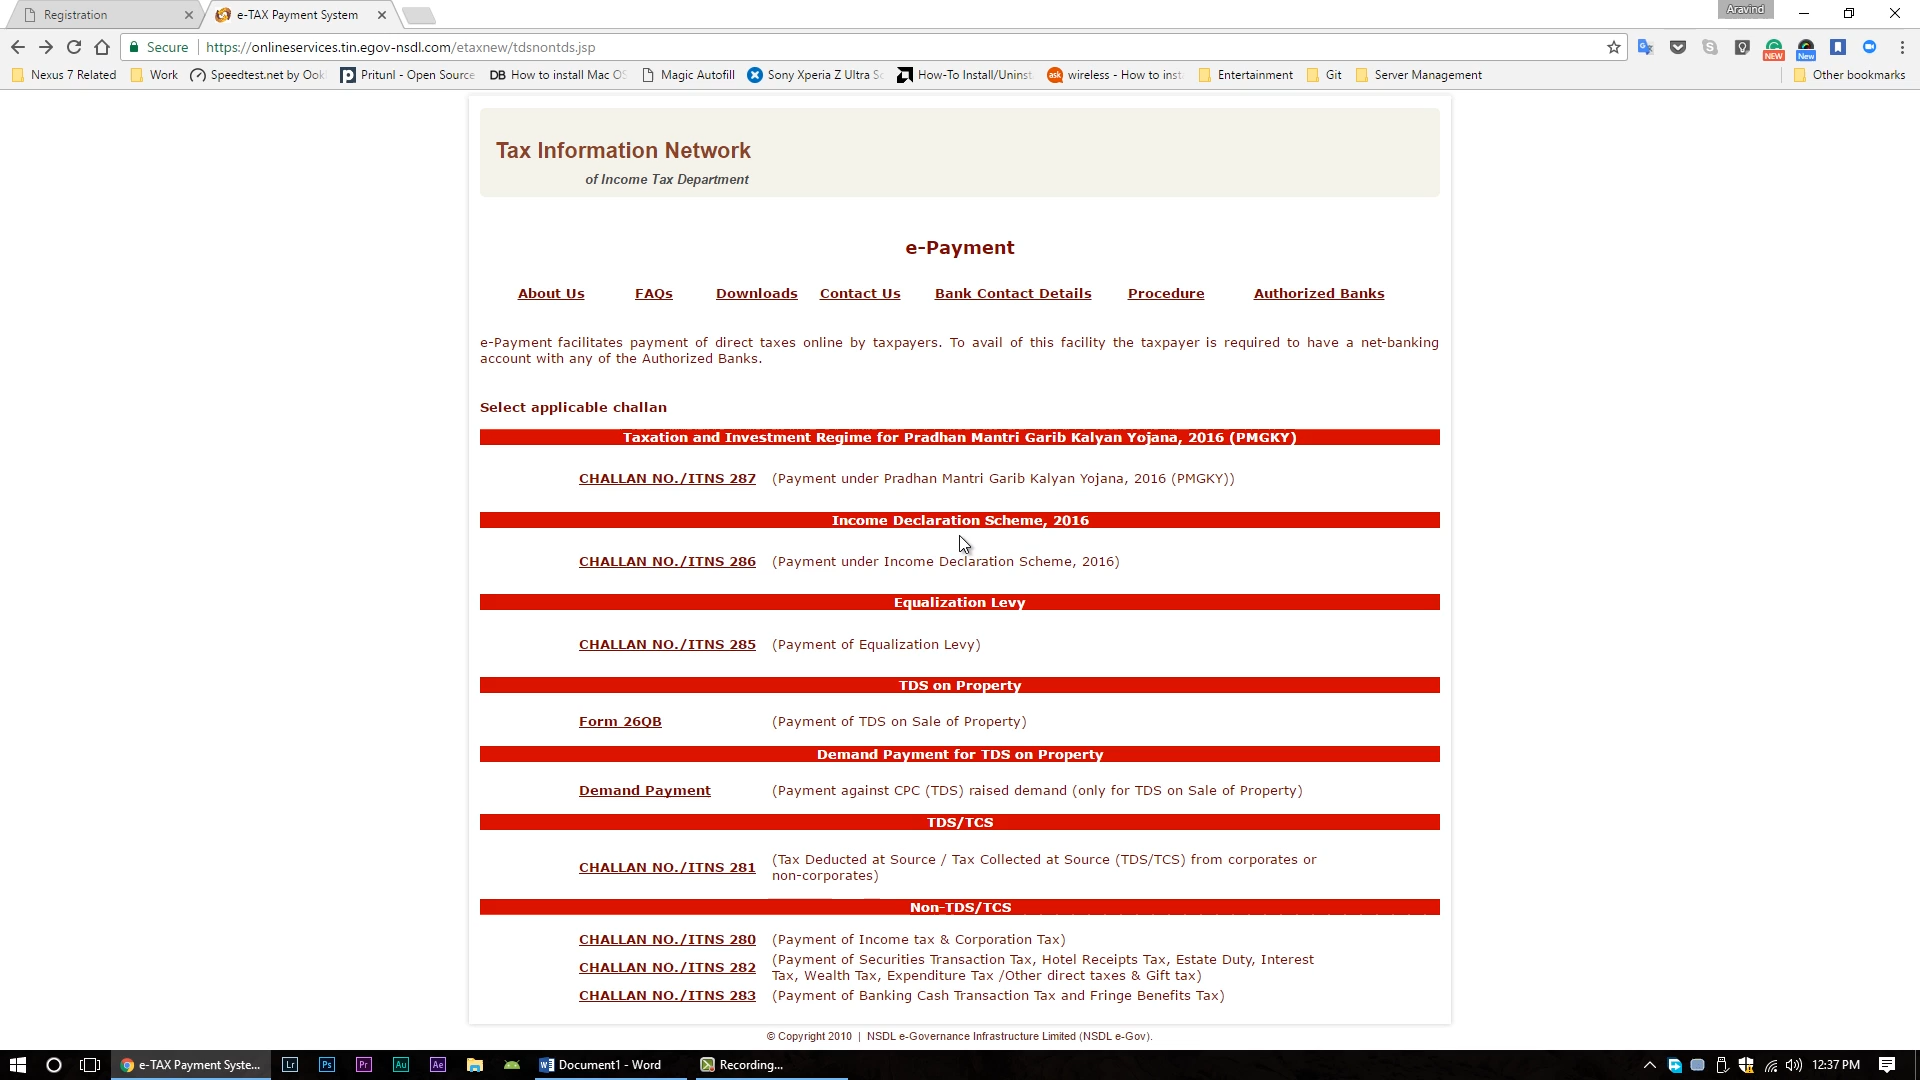 Registration
e-TAX Payment System
Aravind
Secure | https://onlineservices.tin.egov-nsdl.com/etaxnew/tdsnontds.jsp
NEW
New
Nexus 7 Related
Work
Speedtest.net by Ookl
Pritunl - Open Source
DB How to install Mac OS
Magic Autofill
Sony Xperia Z Ultra
How-To Install/Uninst
ask wireless - How to inst
Entertainment
Git
Server Management
Other bookmarks
Tax Information Network
of Income Tax Department
e-Payment
About Us FAQs Downloads Contact Us Bank Contact Details Procedure Authorized Banks
e-Payment facilitates payment of direct taxes online by taxpayers. To avail of this facility the taxpayer is required to have a net-banking
account with any of the Authorized Banks.
Select applicable challan
Taxation and Investment Regime for Pradhan Mantri Garib Kalyan Yojana, 2016 (PMGKY)
CHALLAN NO./ITNS 287 (Payment under Pradhan Mantri Garib Kalyan Yojana, 2016 (PMGKY))
Income Declaration Scheme, 2016
CHALLAN NO./ITNS 286 (Payment under Income Declaration Scheme, 2016)
Equalization Levy
CHALLAN NO./ITNS 285 (Payment of Equalization Levy)
TDS on Property
Form 26QB (Payment of TDS on Sale of Property)
Demand Payment for TDS on Property
Demand Payment (Payment against CPC (TDS) raised demand (only for TDS on Sale of Property)
TDS/TCS
CHALLAN NO./ITNS 281 (Tax Deducted at Source / Tax Collected at Source (TDS/TCS) from corporates or
non-corporates)
Non-TDS/TCS
CHALLAN NO./ITNS 280 (Payment of Income tax & Corporation Tax)
CHALLAN NO./ITNS 282 (Payment of Securities Transaction Tax, Hotel Receipts Tax, Estate Duty, Interest
Tax, Wealth Tax, Expenditure Tax /Other direct taxes & Gift tax)
CHALLAN NO./ITNS 283 (Payment of Banking Cash Transaction Tax and Fringe Benefits Tax)
© Copyright 2010 | NSDL e-Governance Infrastructure Limited (NSDL e-Gov).
e-TAX Payment Syste...
Lr
Ps
Pr
Au
Ae
Document1 - Word
Recording...
12:37 PM